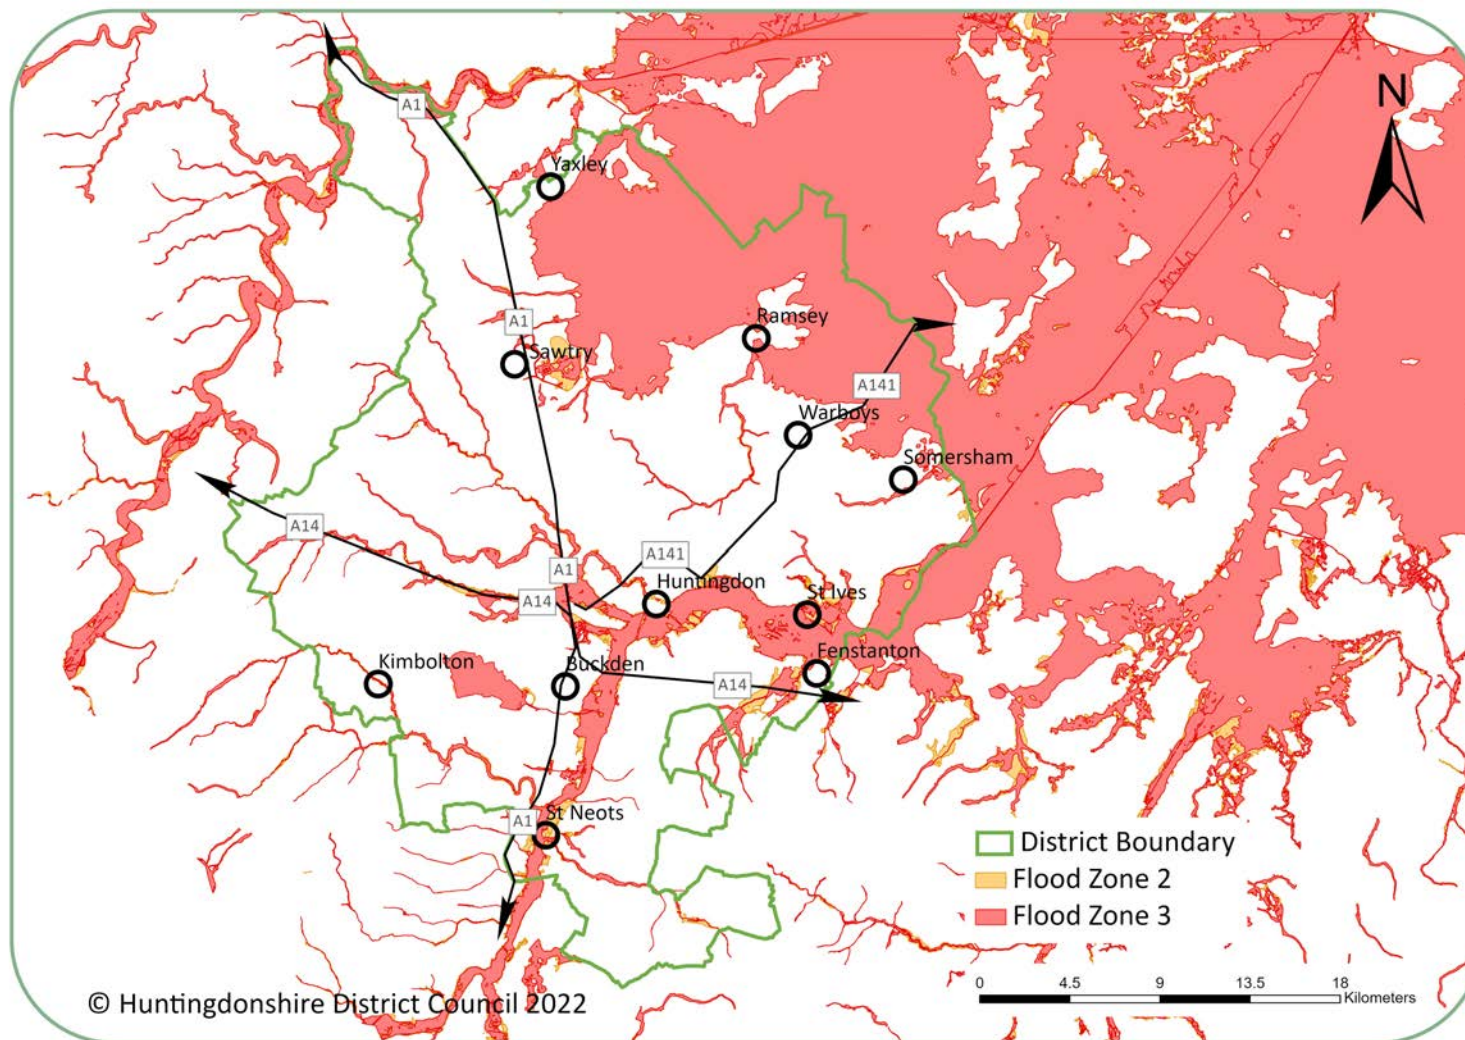 A1
N
Yaxley
Ramsey
A1
Sawtry
A141
Warboys
Somersham
A14
A141
A1
Huntingdon
St Ives
A14
Fenstanton
Kimbolton
Buckden
A14
St Neots
A1
District Boundary
Flood Zone 2
Flood Zone 3
0 4.5 9 13.5 18
Kilometers
© Huntingdonshire District Council 2022